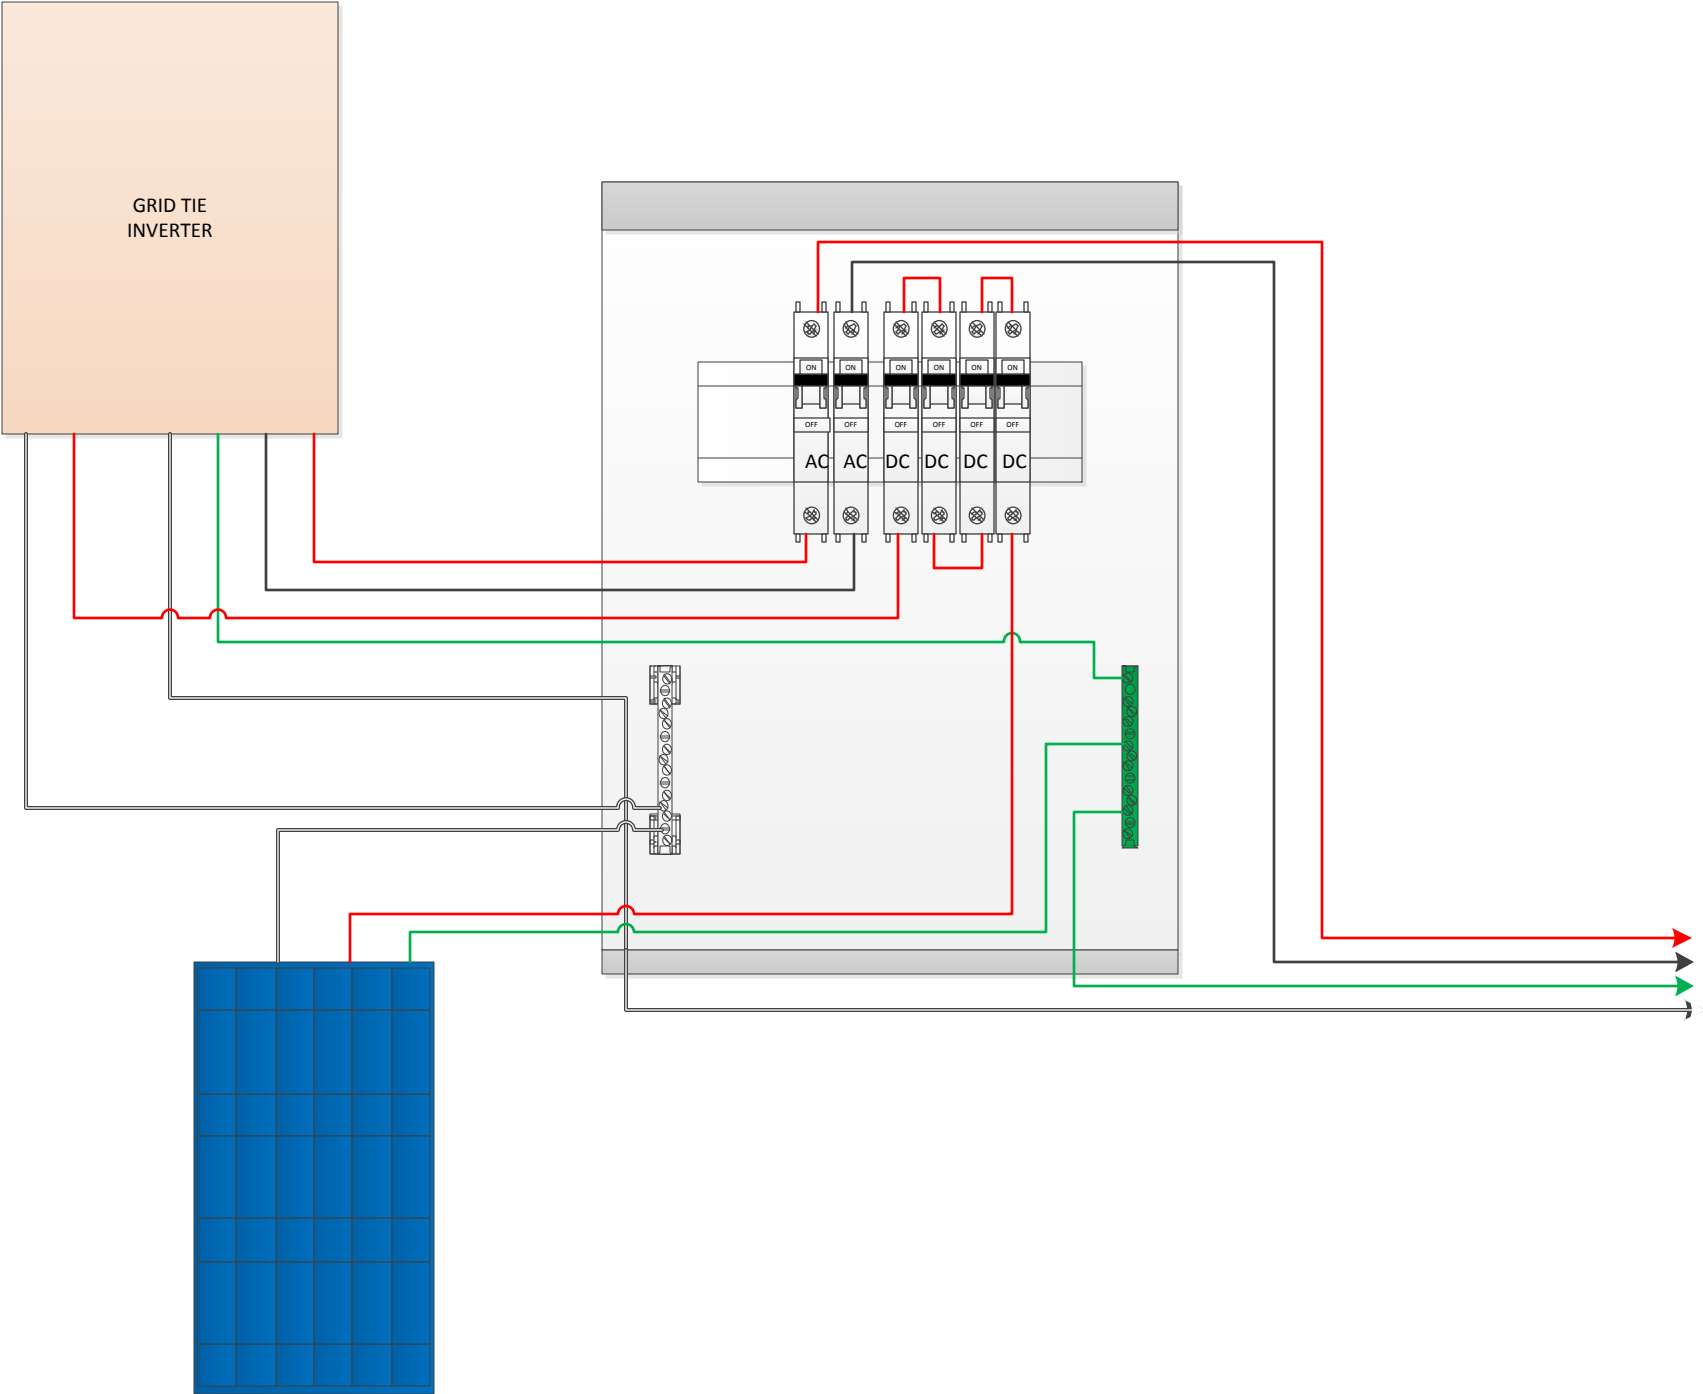 GRID TIE
INVERTER
ON ON ON ON ON ON
OFF OFF OFF OFF OFF OFF
AC AC DC DC DC DC